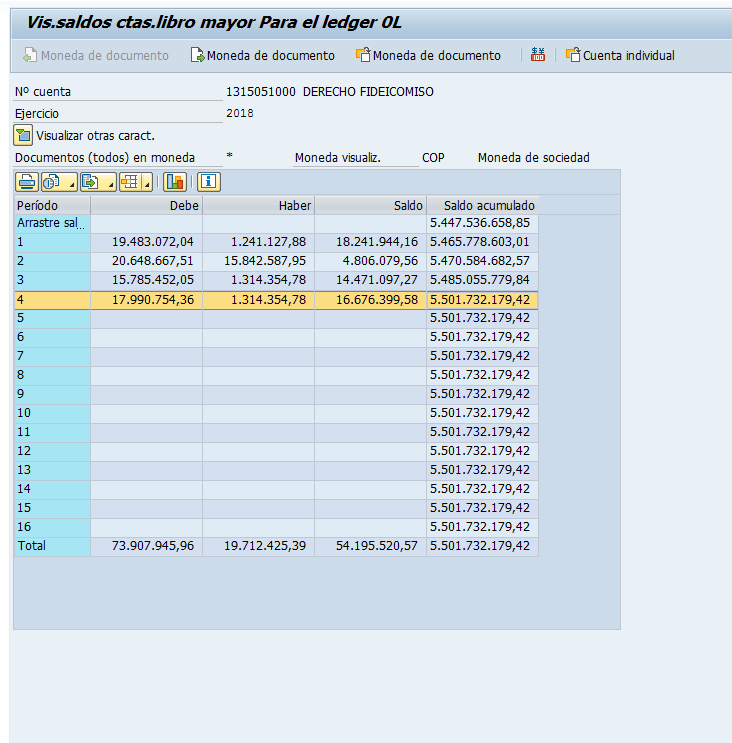 Vis.saldos ctas.libro mayor Para el ledger 0L
Moneda de documento Moneda de documento Moneda de documento Cuenta individual
Nº cuenta 1315051000 DERECHO FIDEICOMISO
Ejercicio 2018
Visualizar otras caract.
Documentos (todos) en moneda * Moneda visualiz. COP Moneda de sociedad
Período Debe Haber Saldo Saldo acumulado
Arrastre sal.. 5.447.536.658,85
1 19.483.072,04 1.241.127,88 18.241.944,16 5.465.778.603,01
2 20.648.667,51 15.842.587,95 4.806.079,56 5.470.584.682,57
3 15.785.452,05 1.314.354,78 14.471.097,27 5.485.055.779,84
4 17.990.754,36 1.314.354,78 16.676.399,58 5.501.732.179,42
5 5.501.732.179,42
6 5.501.732.179,42
7 5.501.732.179,42
8 5.501.732.179,42
9 5.501.732.179,42
10 5.501.732.179,42
11 5.501.732.179,42
12 5.501.732.179,42
13 5.501.732.179,42
14 5.501.732.179,42
15 5.501.732.179,42
16 5.501.732.179,42
Total 73.907.945,96 19.712.425,39 54.195.520,57 5.501.732.179,42